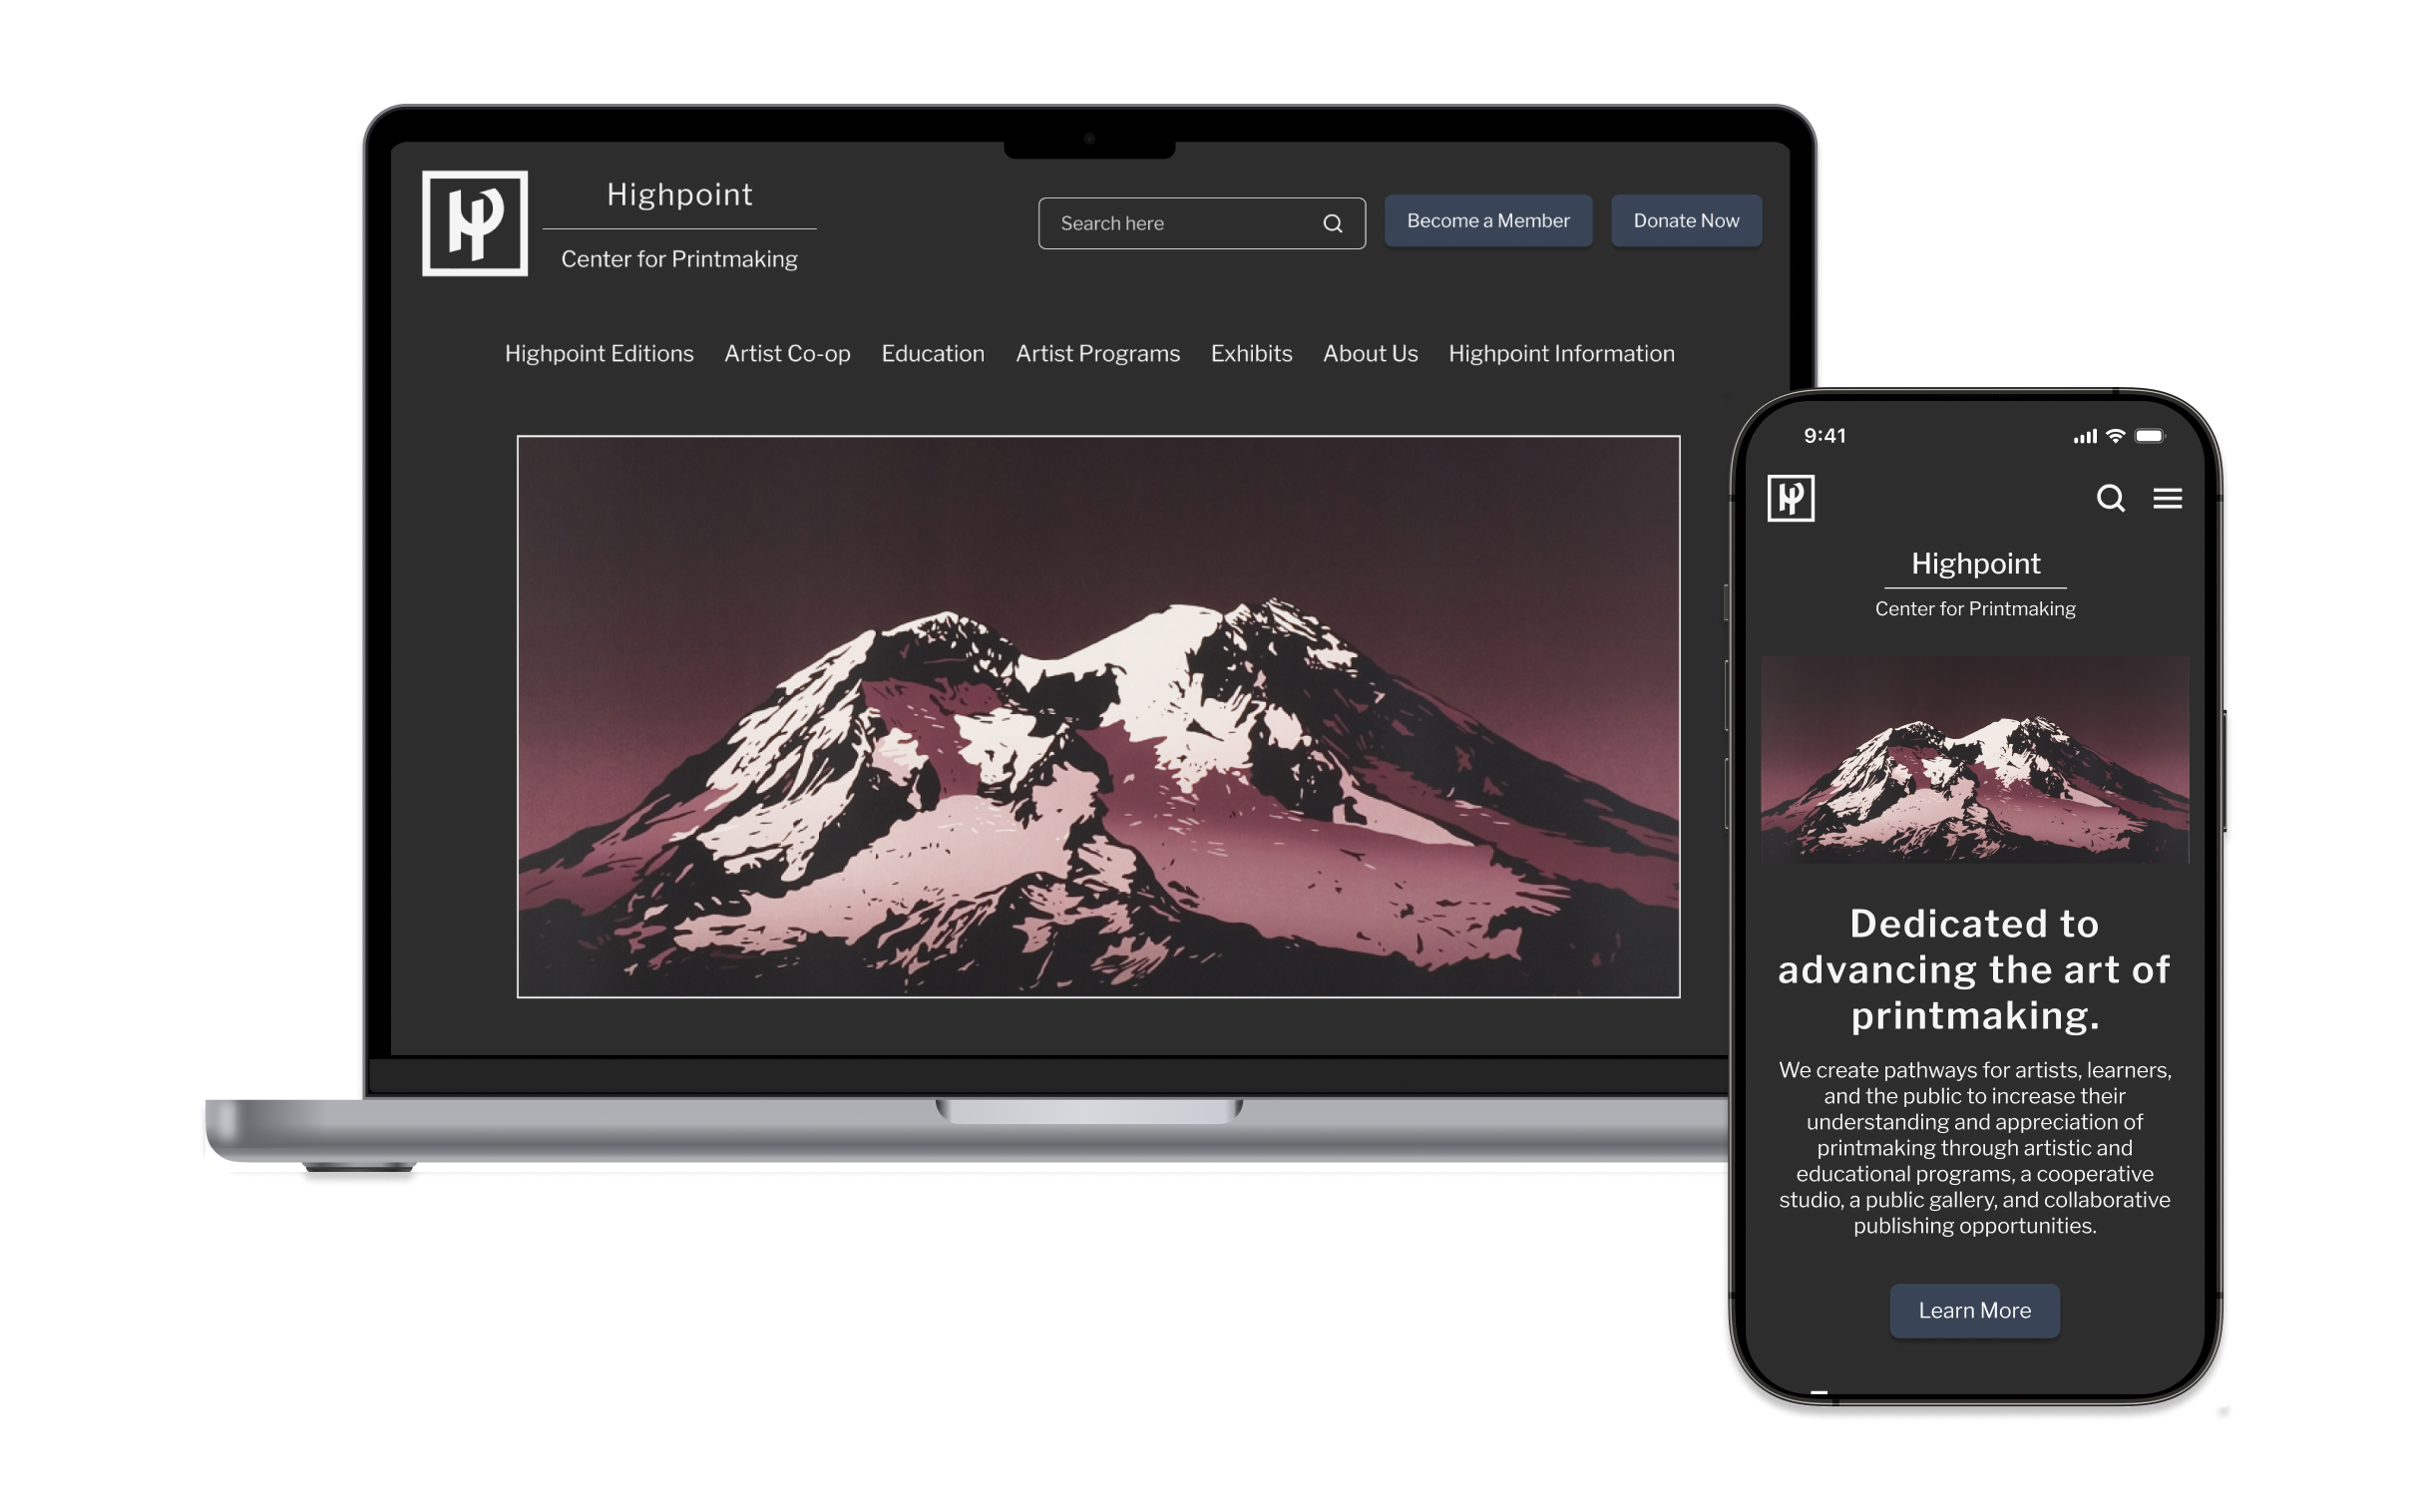 Highpoint
Center for Printmaking
Search here
Become a Member
Donate Now
Highpoint Editions Artist Co-op Education Artist Programs Exhibits About Us Highpoint Information
9:41
Highpoint
Center for Printmaking
Dedicated to
advancing the art of
printmaking.
We create pathways for artists, learners,
and the public to increase their
understanding and appreciation of
printmaking through artistic and
educational programs, a cooperative
studio, a public gallery, and collaborative
publishing opportunities.
Learn More